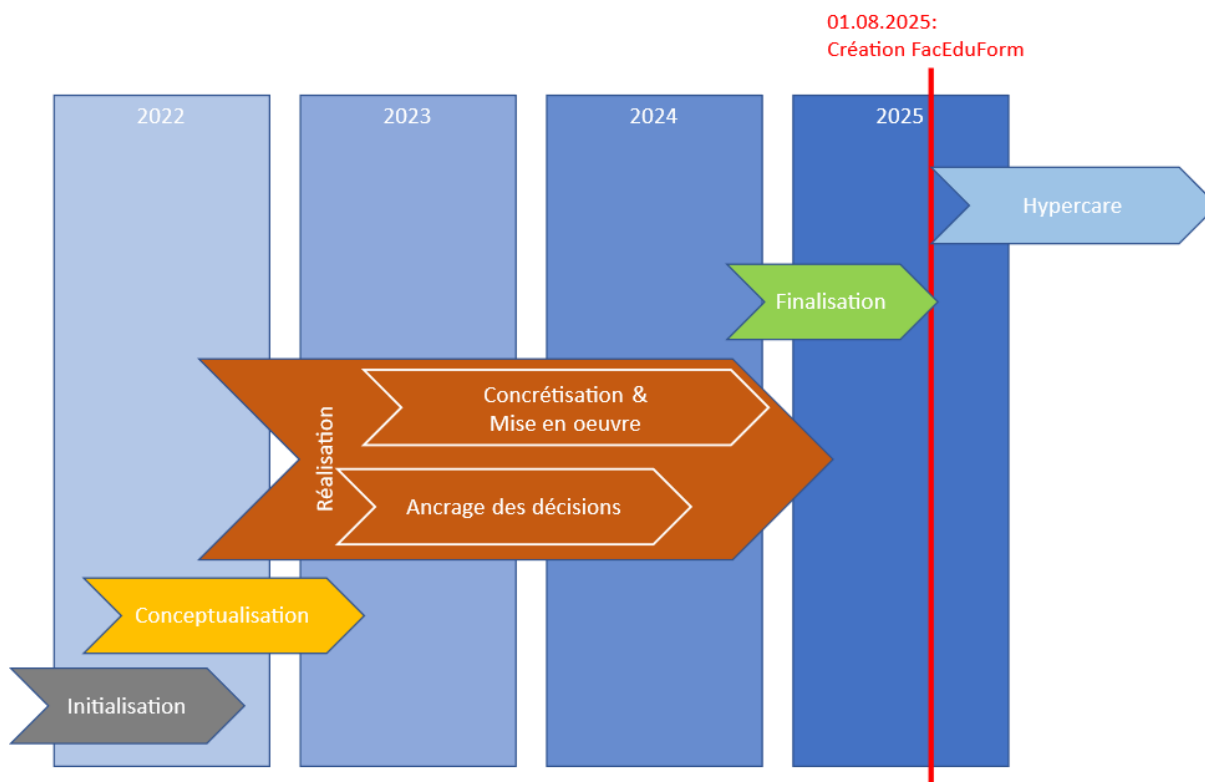 01.08.2025:
Création FacEduForm
2022
2023
2024
2025
Hypercare
Finalisation
Réalisation
Concrétisation &
Mise en oeuvre
Ancrage des décisions
Conceptualisation
Initialisation